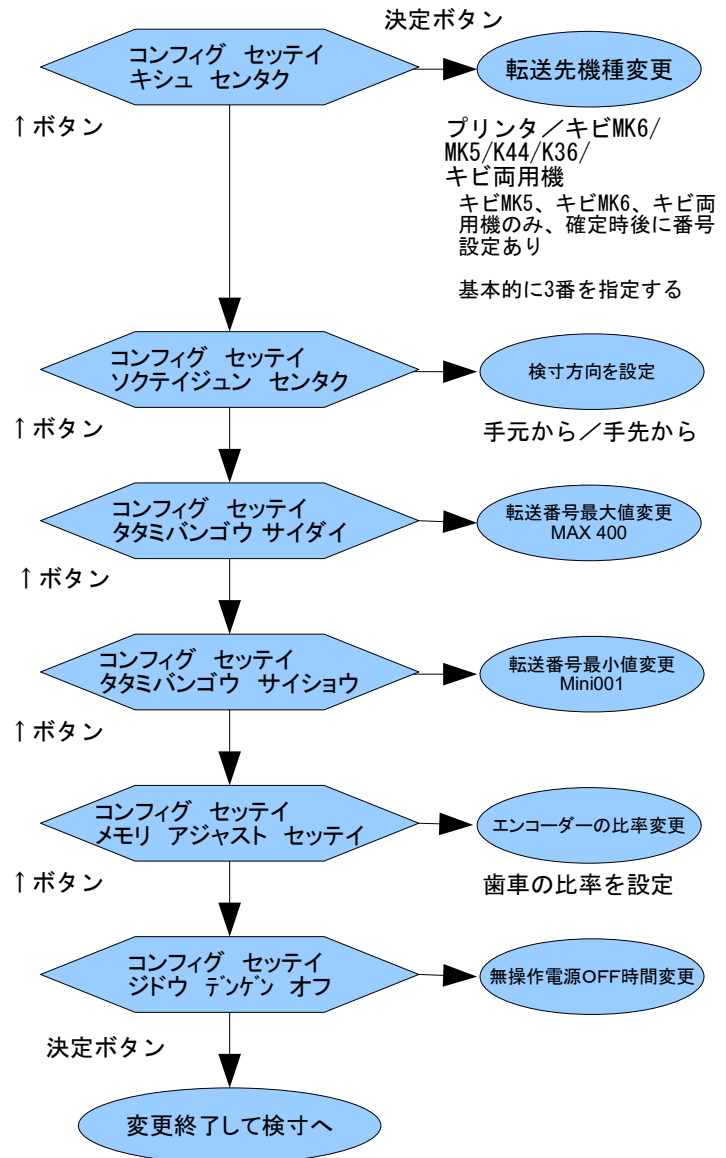 決定ボタン
コンフィグ セッテイ
キシュ センタク
転送先機種変更
↑ボタン
プリンタ／キビMK6/
MK5/K44/K36/
キビ両用機
キビMK5、キビMK6、キビ両
用機のみ、確定時後に番号
設定あり
基本的に3番を指定する
コンフィグ セッテイ
ソクテイジュン センタク
検寸方向を設定
↑ボタン
手元から／手先から
コンフィグ セッテイ
タタミバンゴウ サイダイ
転送番号最大値変更
MAX 400
↑ボタン
コンフィグ セッテイ
タタミバンゴウ サイショウ
転送番号最小値変更
Mini001
↑ボタン
コンフィグ セッテイ
メモリ アジャスト セッテイ
エンコーダーの比率変更
↑ボタン
歯車の比率を設定
コンフィグ セッテイ
ジドウ デンゲン オフ
無操作電源OFF時間変更
決定ボタン
変更終了して検寸へ